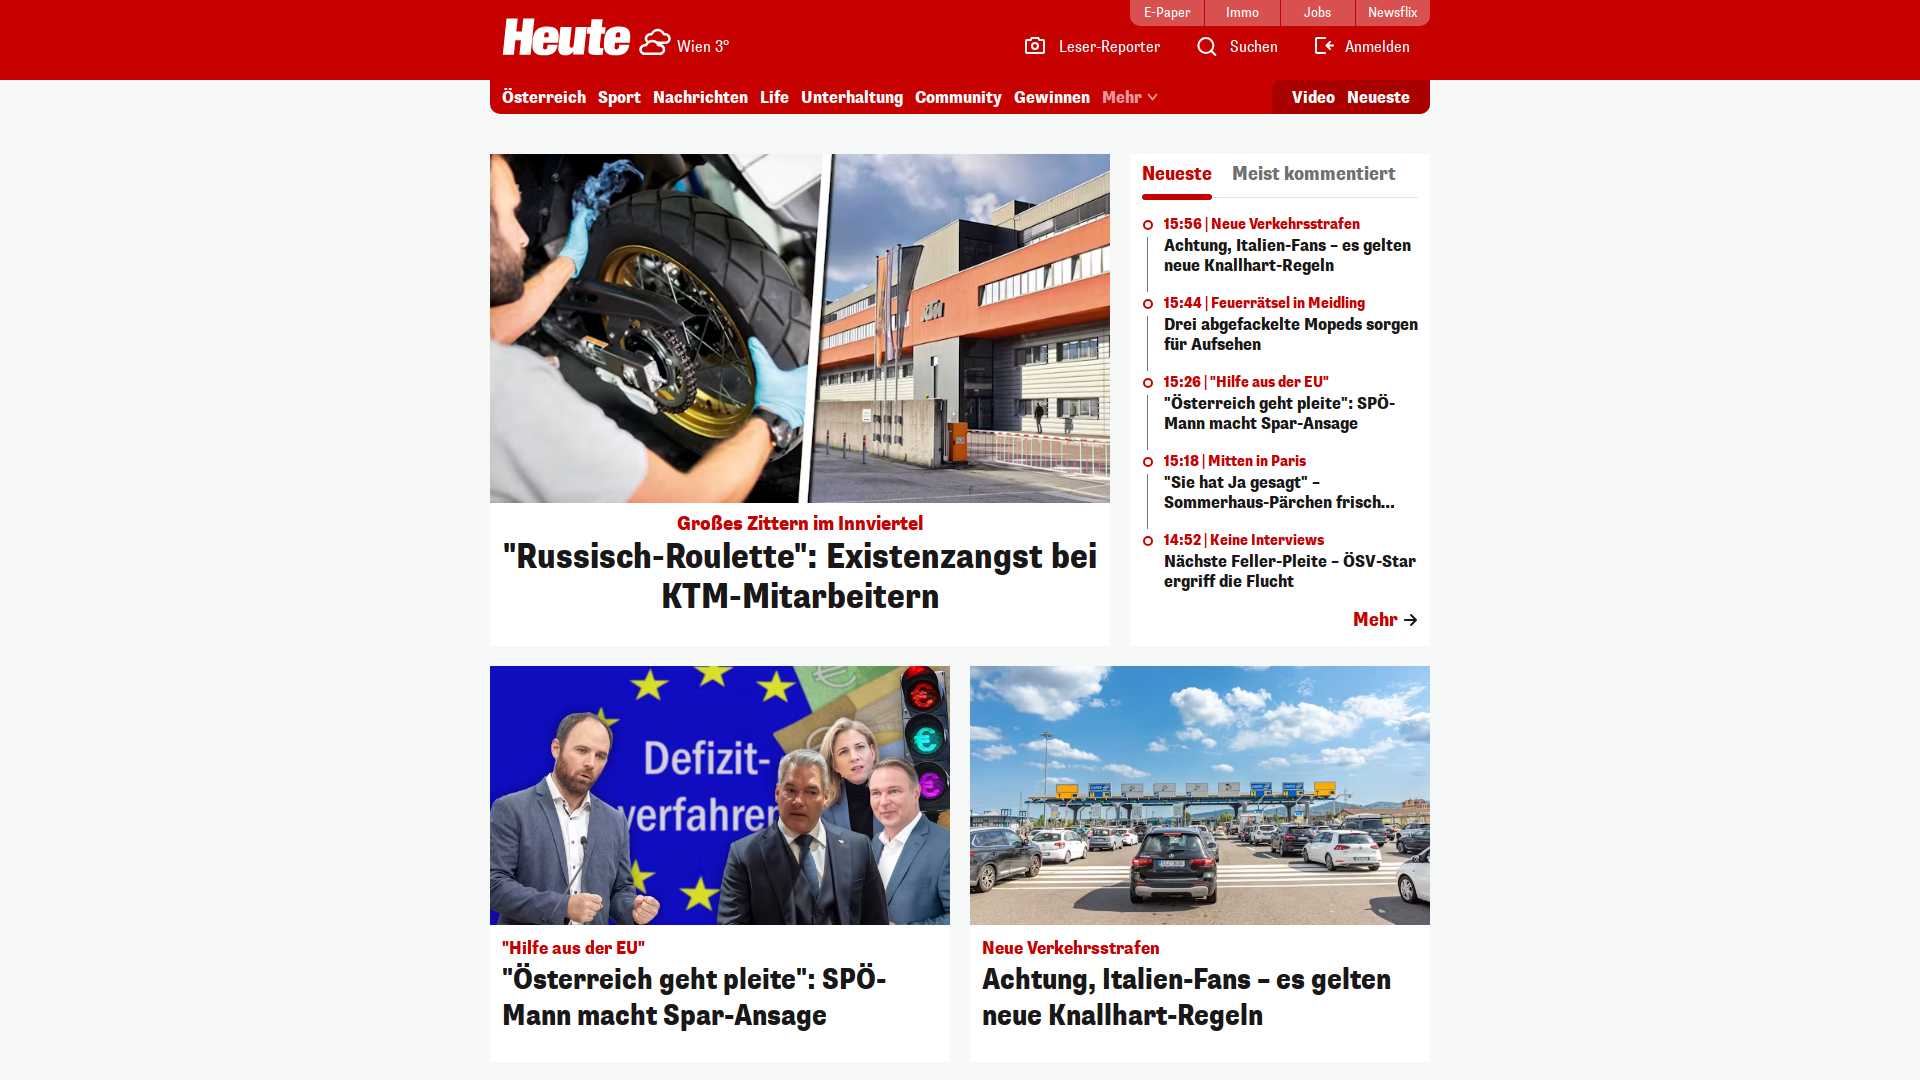 E-Paper
Immo
Jobs
Newsflix
Heute
Wien 3°
Leser-Reporter
Suchen
Anmelden
Österreich
Sport
Nachrichten
Life
Unterhaltung
Community
Gewinnen
Mehr
Video
Neueste
KTM
Großes Zittern im Innviertel
"Russisch-Roulette": Existenzangst bei
KTM-Mitarbeitern
Neueste
Meist kommentiert
15:56 | Neue Verkehrsstrafen
Achtung, Italien-Fans – es gelten
neue Knallhart-Regeln
15:44 | Feuerrätsel in Meidling
Drei abgefackelte Mopeds sorgen
für Aufsehen
15:26 | "Hilfe aus der EU"
"Österreich geht pleite": SPÖ-
Mann macht Spar-Ansage
15:18 | Mitten in Paris
"Sie hat Ja gesagt" –
Sommerhaus-Pärchen frisch...
14:52 | Keine Interviews
Nächste Feller-Pleite – ÖSV-Star
ergriff die Flucht
Mehr
Defizit-
verfahren
"Hilfe aus der EU"
"Österreich geht pleite": SPÖ-
Mann macht Spar-Ansage
Neue Verkehrsstrafen
Achtung, Italien-Fans – es gelten
neue Knallhart-Regeln